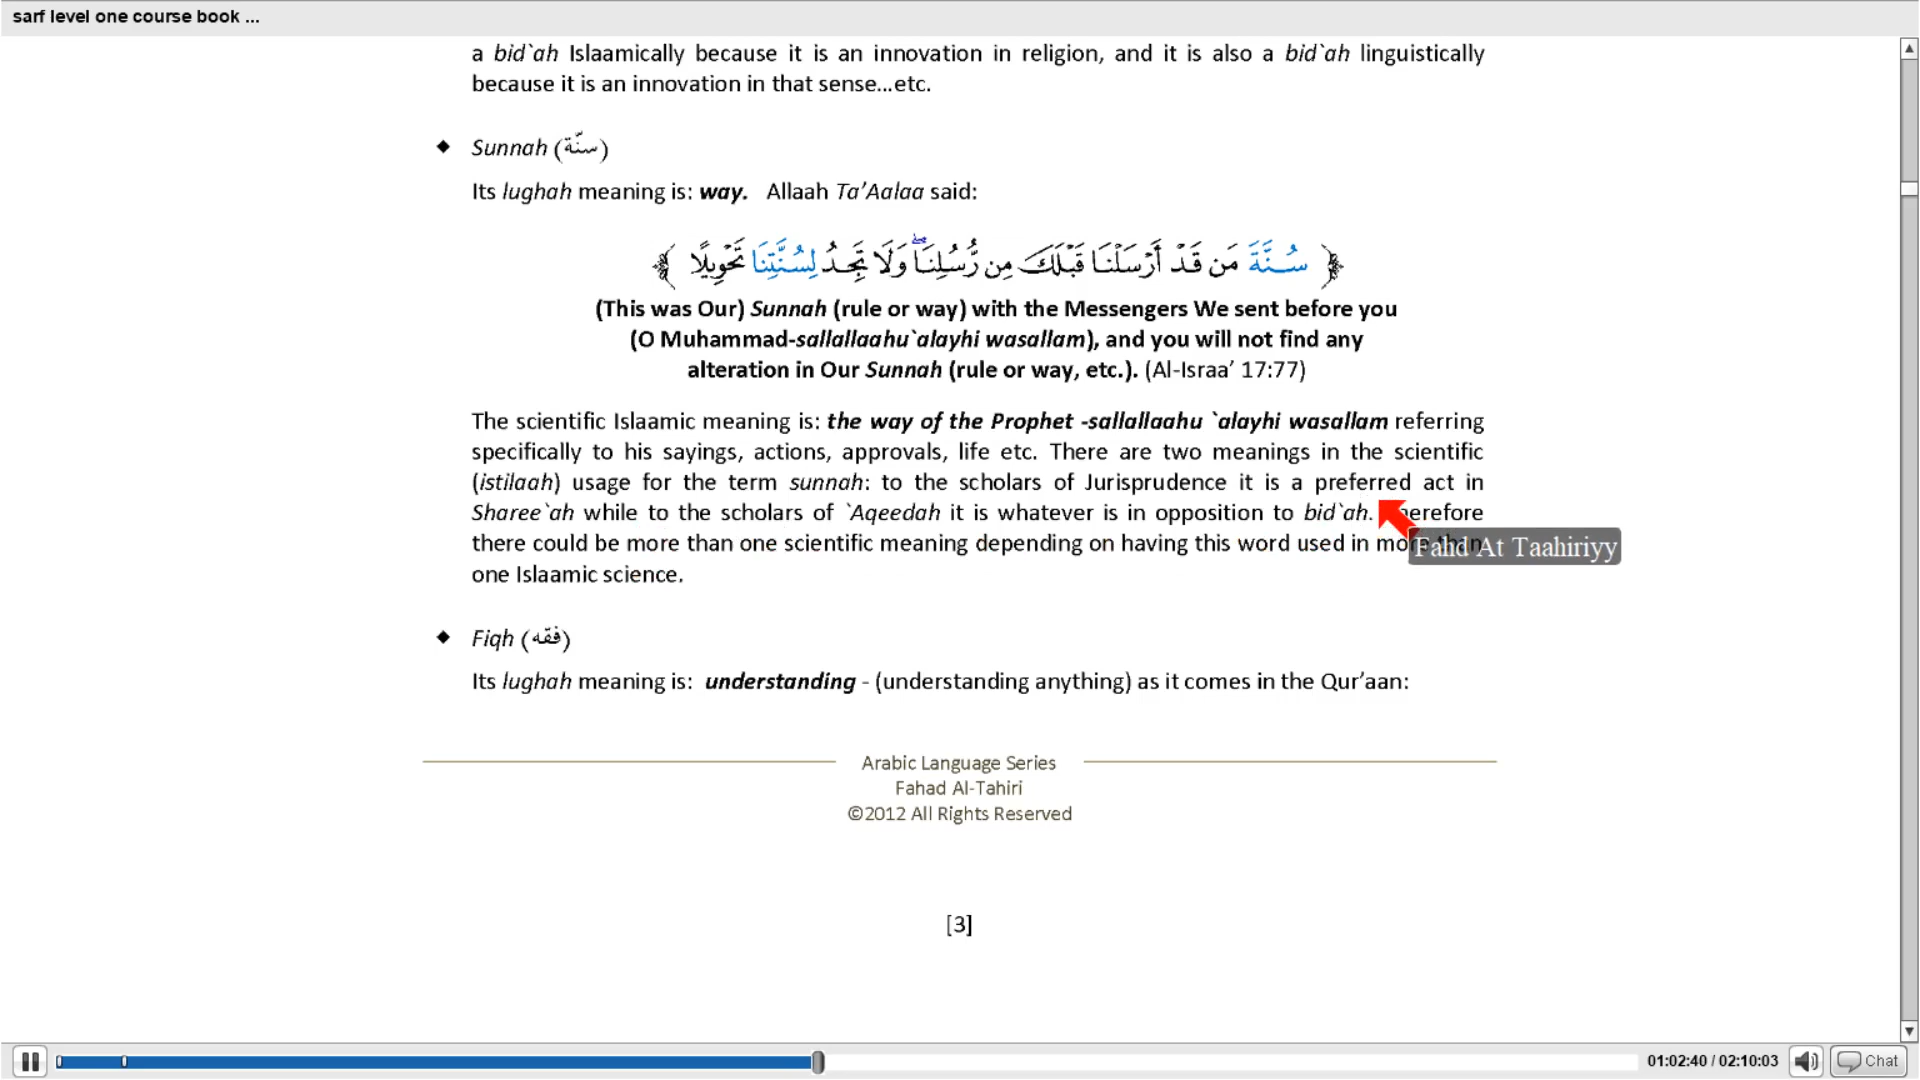 sarf level one course book ...
a bid`ah Islaamically because it is an innovation in religion, and it is also a bid`ah linguistically
because it is an innovation in that sense...etc.
◆ Sunnah (سنّة)
Its lughah meaning is: way. Allaah Ta'Aalaa said:
﴿ سُنَّةَ مَن قَدْ أَرْسَلْنَا قَبْلَكَ مِن رُّسُلِنَا ۖ وَلَا تَجِدُ لِسُنَّتِنَا تَحْوِيلًا ﴾
(This was Our) Sunnah (rule or way) with the Messengers We sent before you
(O Muhammad-sallallaahu`alayhi wasallam), and you will not find any
alteration in Our Sunnah (rule or way, etc.). (Al-Israa' 17:77)
The scientific Islaamic meaning is: the way of the Prophet -sallallaahu `alayhi wasallam referring
specifically to his sayings, actions, approvals, life etc. There are two meanings in the scientific
(istilaah) usage for the term sunnah: to the scholars of Jurisprudence it is a preferred act in
Sharee`ah while to the scholars of `Aqeedah it is whatever is in opposition to bid`ah. Therefore
there could be more than one scientific meaning depending on having this word used in more than
Fahd At Taahiriyy
one Islaamic science.
◆ Fiqh (فقّه)
Its lughah meaning is: understanding - (understanding anything) as it comes in the Qur'aan:
Arabic Language Series
Fahad Al-Tahiri
©2012 All Rights Reserved
[3]
01:02:40 / 02:10:03 Chat